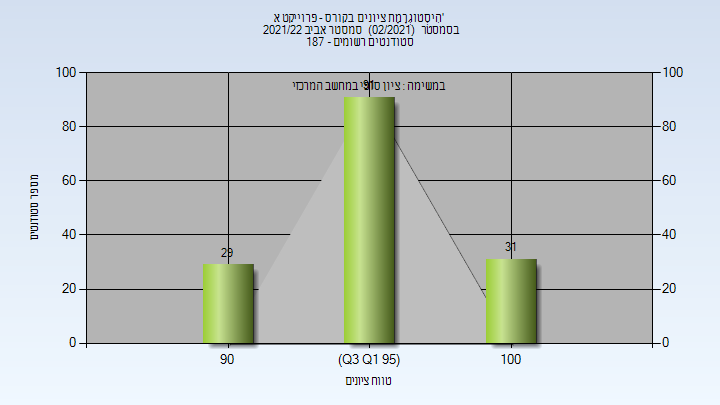 היסטוגרמת ציונים בקורס - פרוייקט א'
בסמסטר (02/2021) סמסטר אביב 2021/22
סטודנטים רשומים - 187
במשימה : ציון סופי במחשב המרכזי
מספר סטודנטים
100
80
60
40
20
0
100
80
60
40
20
0
29
91
31
90
(Q3 Q1 95)
100
טווח ציונים